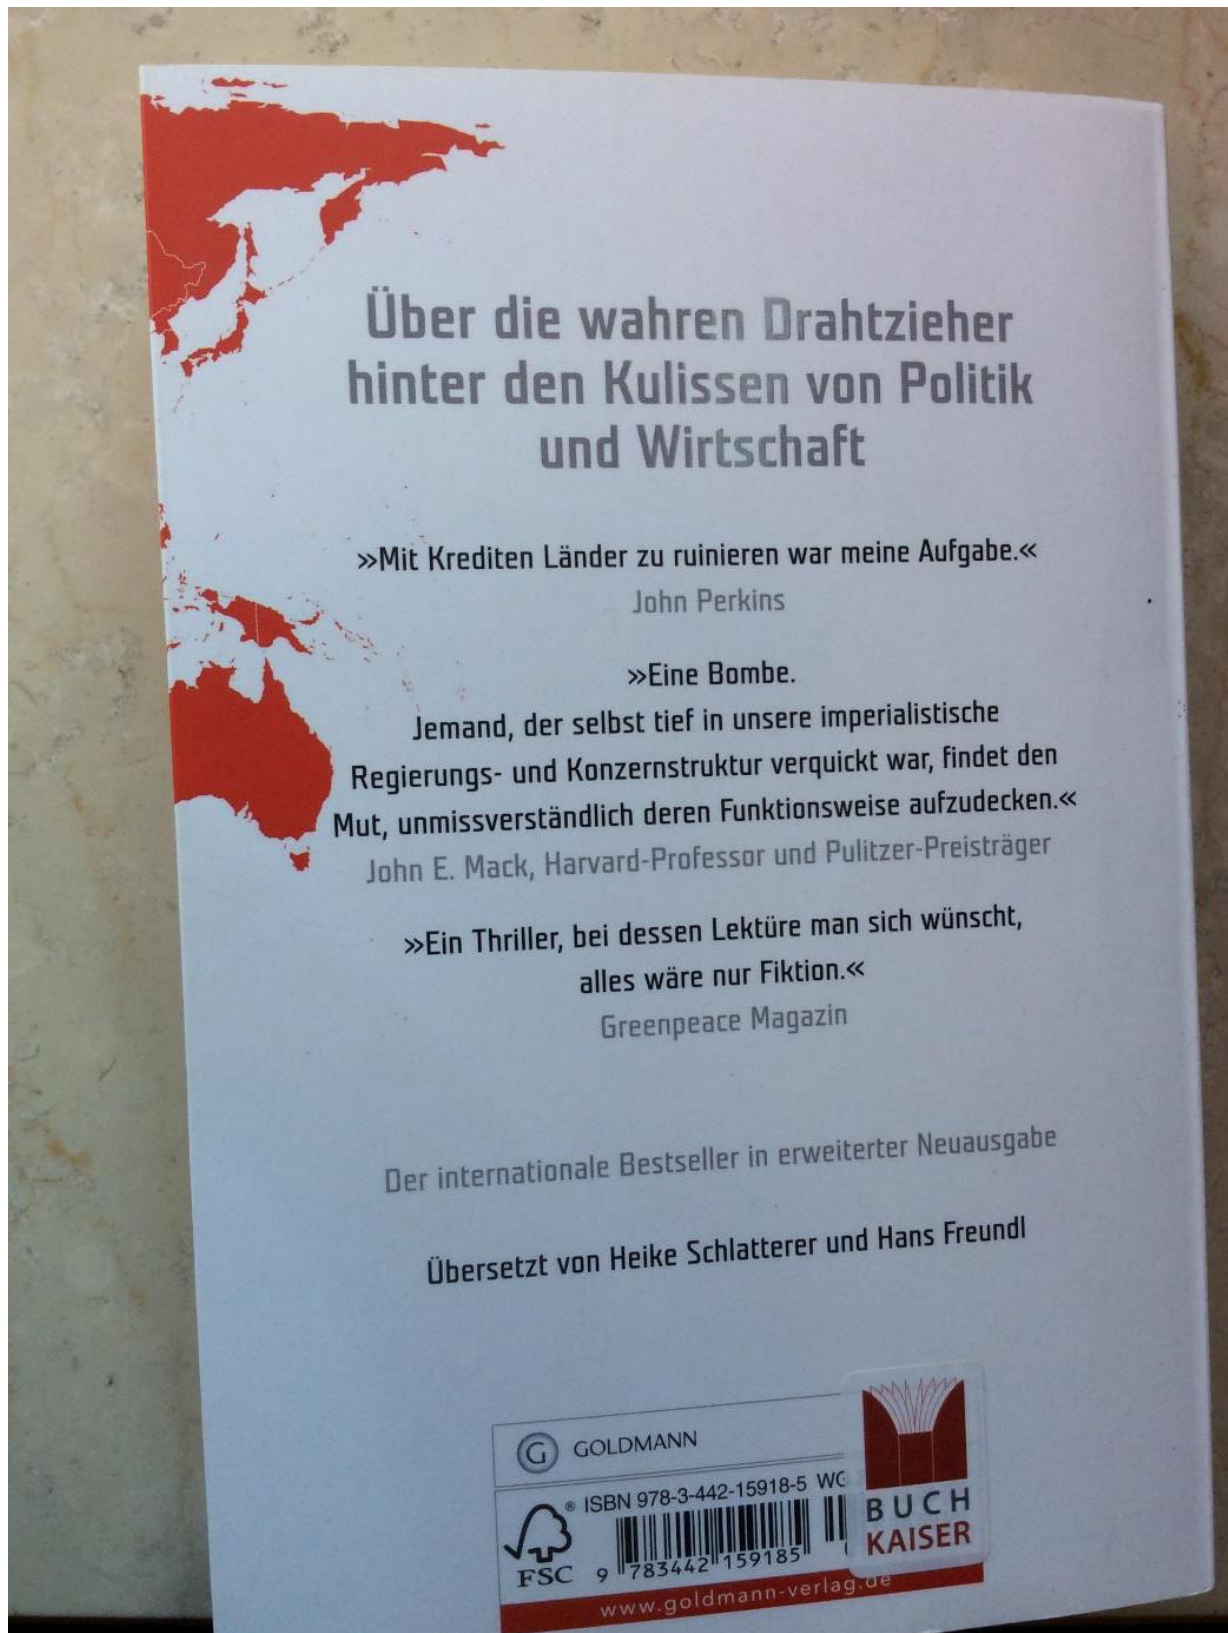 Über die wahren Drahtzieher
hinter den Kulissen von Politik
und Wirtschaft
»Mit Krediten Länder zu ruinieren war meine Aufgabe.«
John Perkins
»Eine Bombe.
Jemand, der selbst tief in unsere imperialistische
Regierungs- und Konzernstruktur verquickt war, findet den
Mut, unmissverständlich deren Funktionsweise aufzudecken.«
John E. Mack, Harvard-Professor und Pulitzer-Preisträger
»Ein Thriller, bei dessen Lektüre man sich wünscht,
alles wäre nur Fiktion.«
Greenpeace Magazin
Der internationale Bestseller in erweiterter Neuausgabe
Übersetzt von Heike Schlatterer und Hans Freundl
G GOLDMANN
® ISBN 978-3-442-15918-5 WG
FSC
9 783442 159185
www.goldmann-verlag.de
BUCH
KAISER